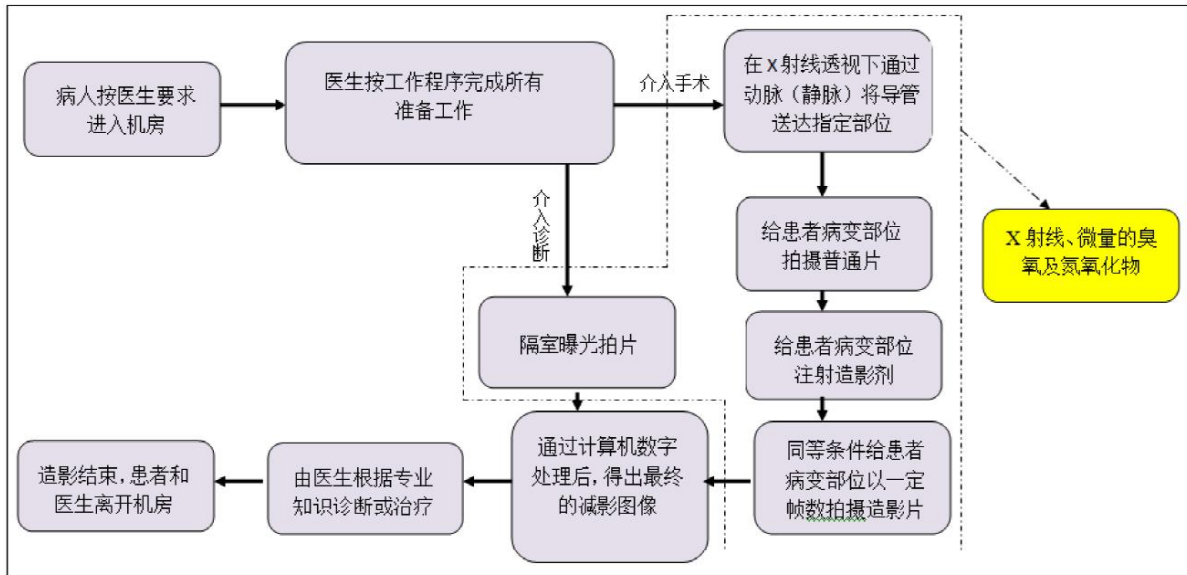 病人按医生要求
进入机房
医生按工作程序完成所有
准备工作
介入手术
在X射线透视下通过
动脉（静脉）将导管
送达指定部位
介入诊断
给患者病变部位
拍摄普通片
X 射线、微量的臭
氧及氮氧化物
隔室曝光拍片
给患者病变部位
注射造影剂
同等条件给患者
病变部位以一定
帧数拍摄造影片
通过计算机数字
处理后，得出最终
的减影图像
由医生根据专业
知识诊断或治疗
造影结束，患者和
医生离开机房